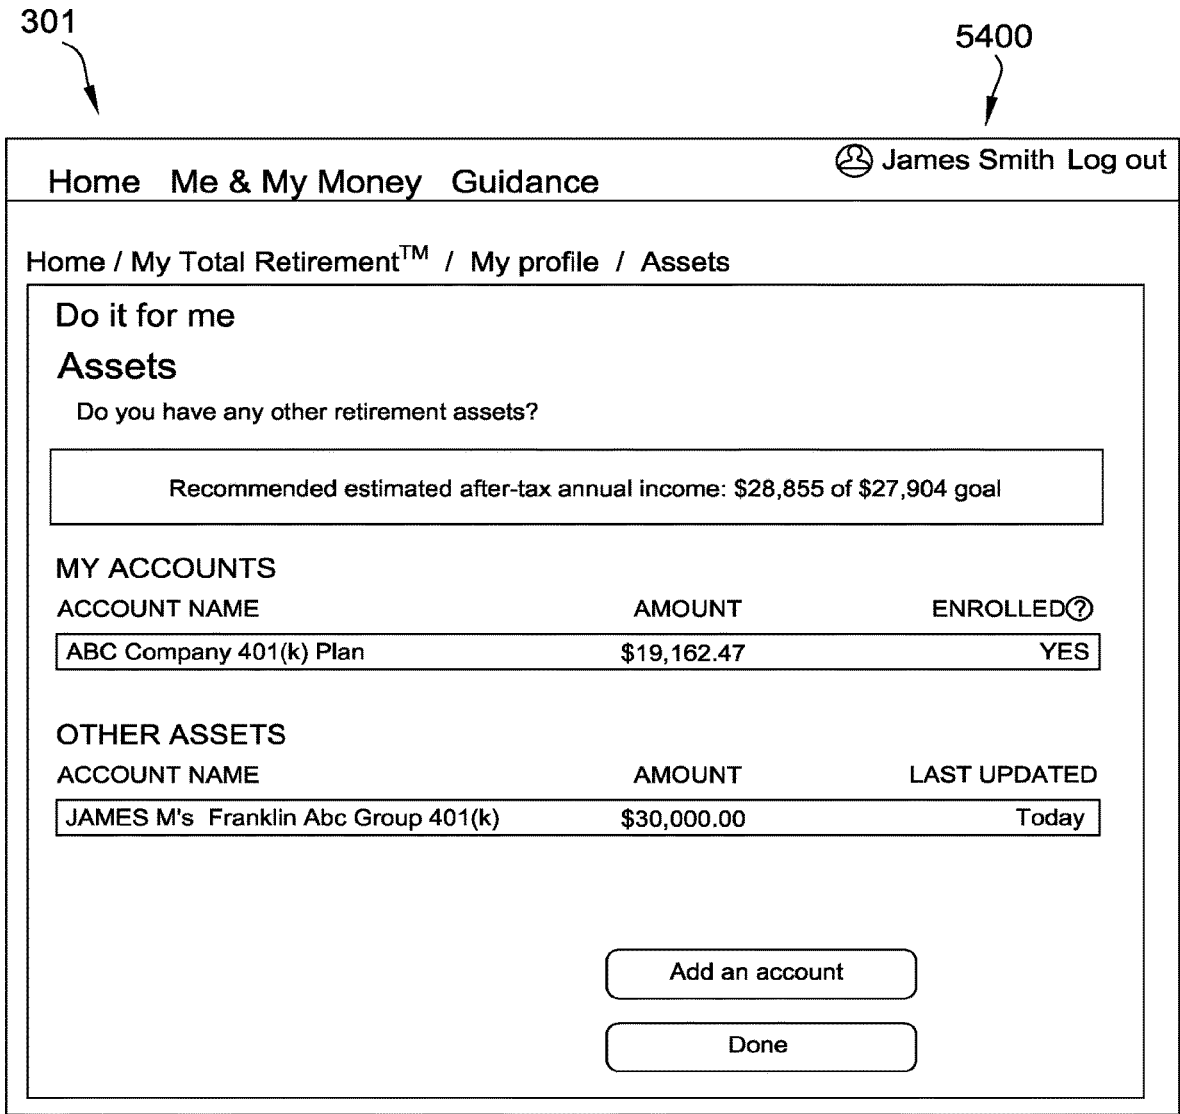 301
5400
James Smith Log out
Home Me & My Money Guidance
Home / My Total Retirement™ / My profile / Assets
Do it for me
Assets
Do you have any other retirement assets?
Recommended estimated after-tax annual income: $28,855 of $27,904 goal
MY ACCOUNTS
ACCOUNT NAME AMOUNT ENROLLED?
ABC Company 401(k) Plan $19,162.47 YES
OTHER ASSETS
ACCOUNT NAME AMOUNT LAST UPDATED
JAMES M's Franklin Abc Group 401(k) $30,000.00 Today
Add an account
Done